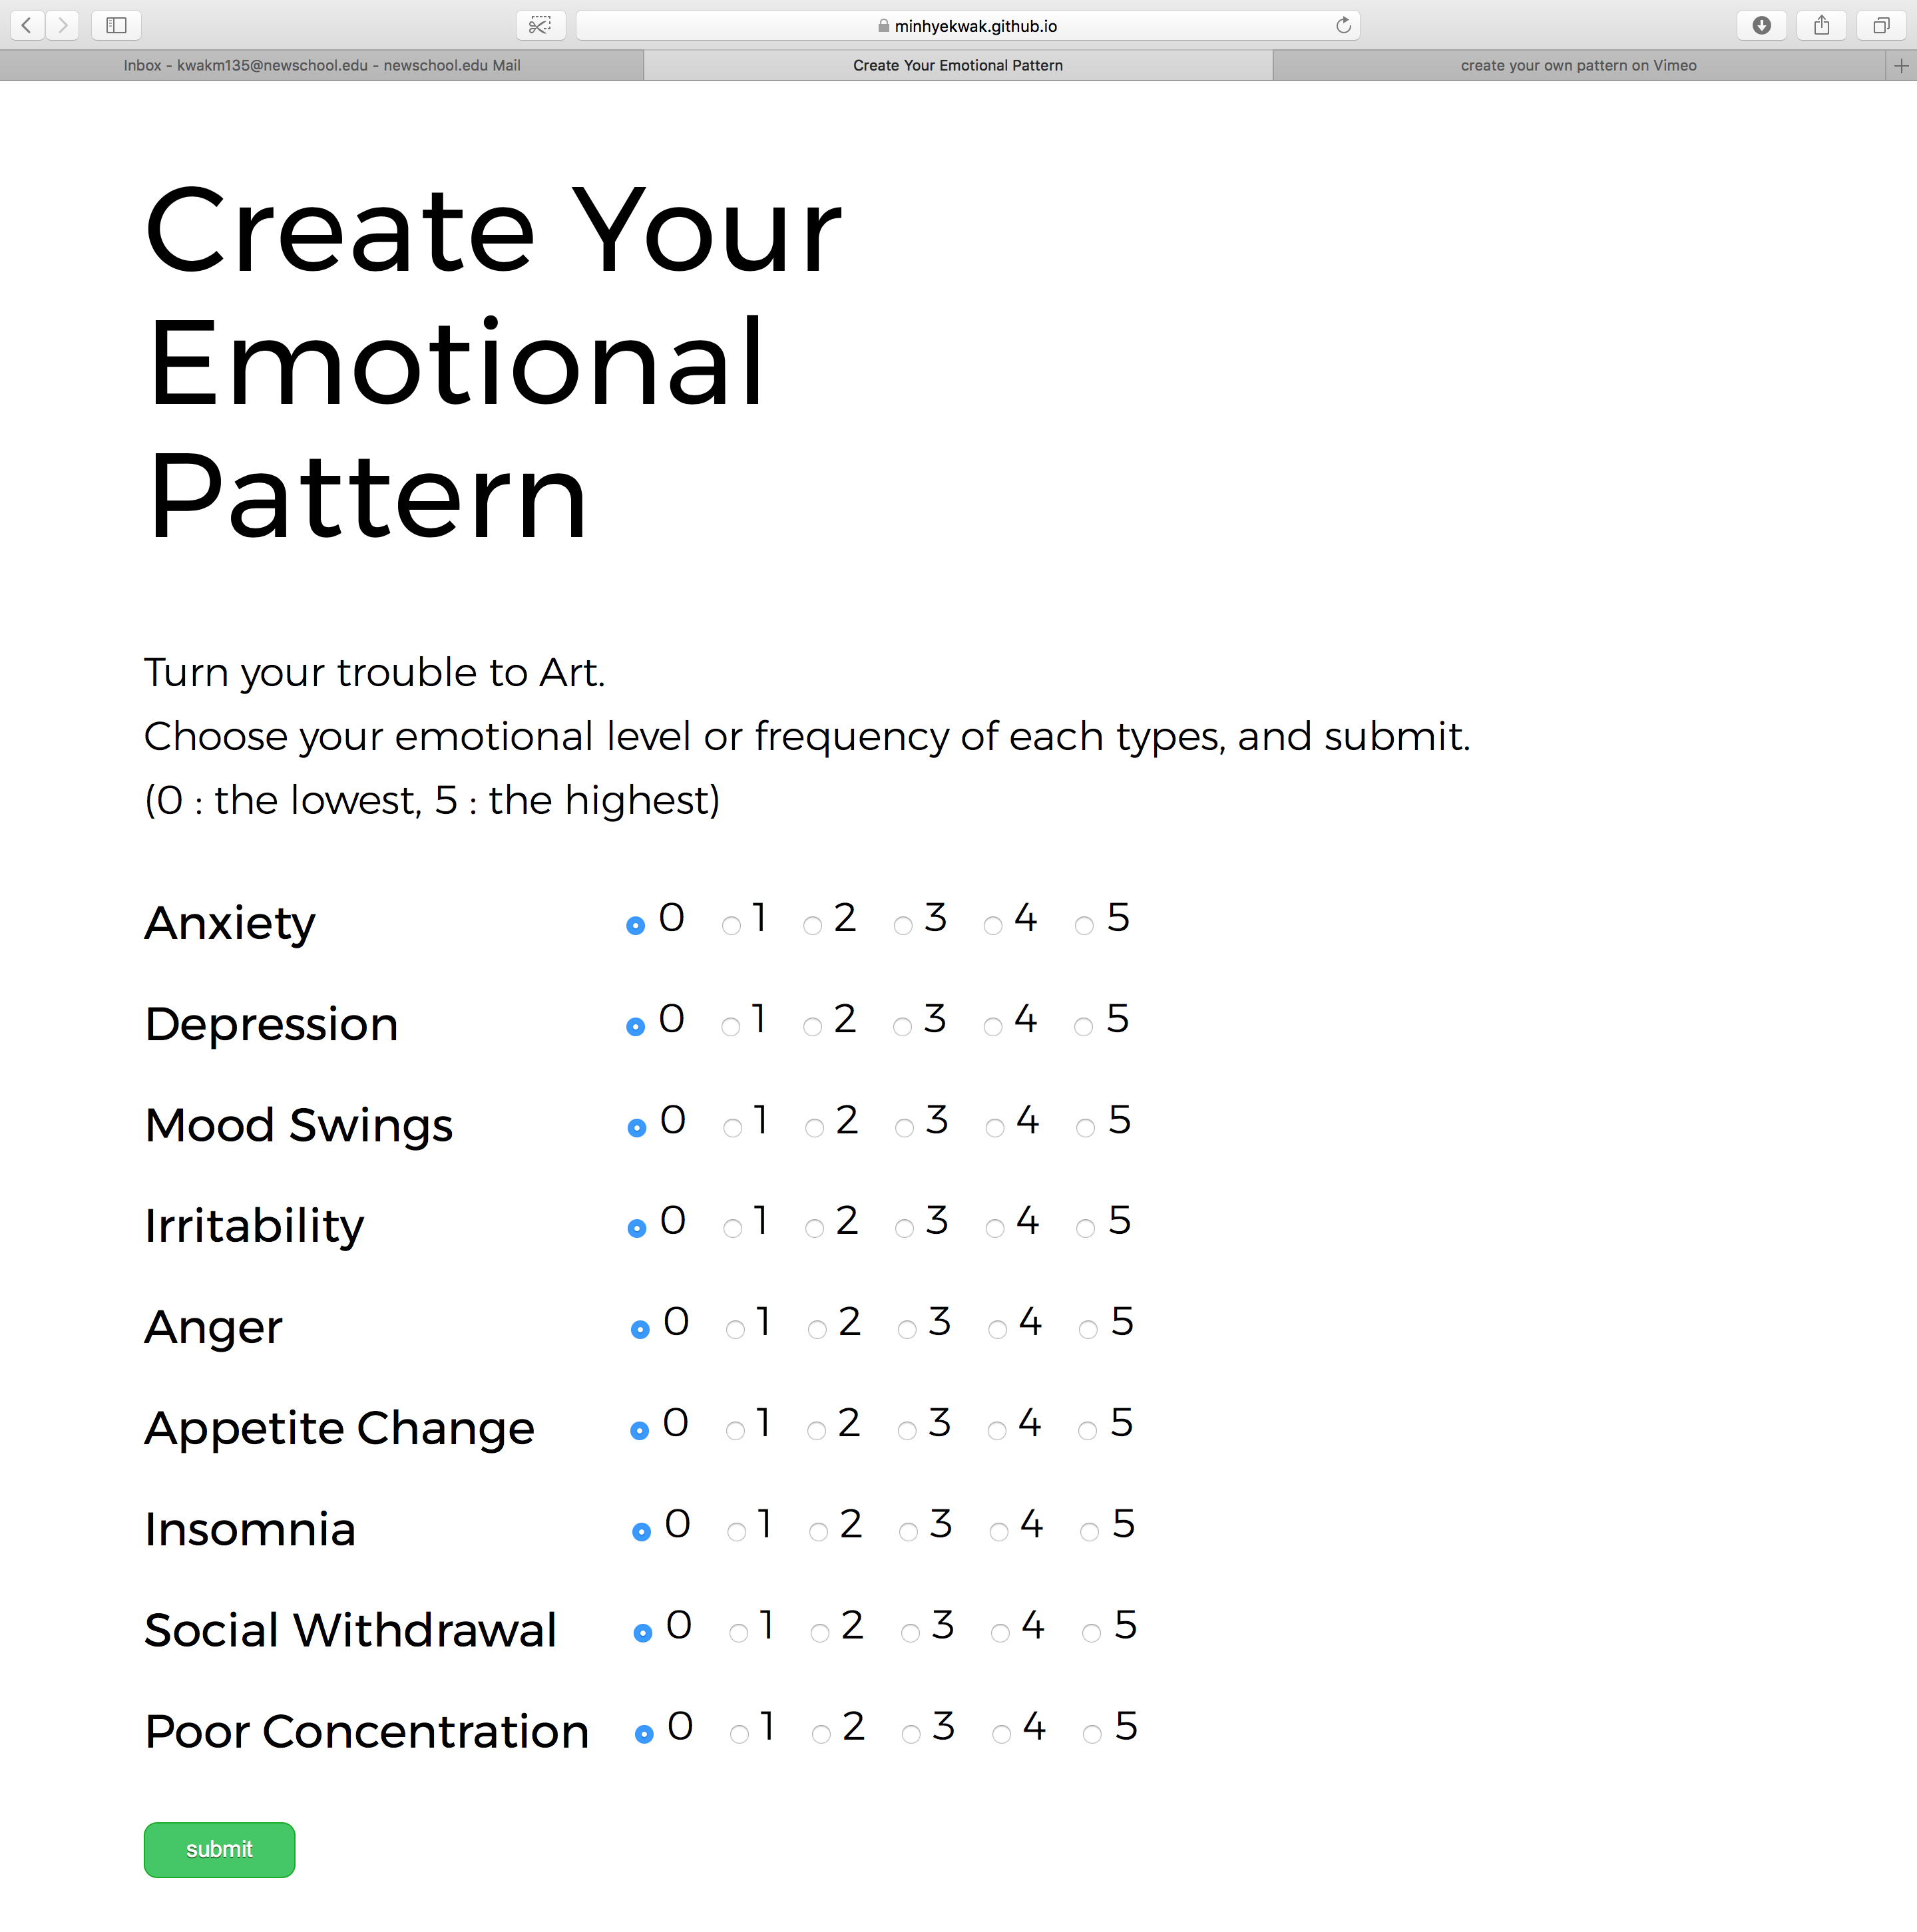 minhyekwak.github.io
Inbox - kwakm135@newschool.edu - newschool.edu Mail
Create Your Emotional Pattern
create your own pattern on Vimeo
Create Your
Emotional
Pattern
Turn your trouble to Art.
Choose your emotional level or frequency of each types, and submit.
(0 : the lowest, 5 : the highest)
Anxiety 0 1 2 3 4 5
Depression 0 1 2 3 4 5
Mood Swings 0 1 2 3 4 5
Irritability 0 1 2 3 4 5
Anger 0 1 2 3 4 5
Appetite Change 0 1 2 3 4 5
Insomnia 0 1 2 3 4 5
Social Withdrawal 0 1 2 3 4 5
Poor Concentration 0 1 2 3 4 5
submit